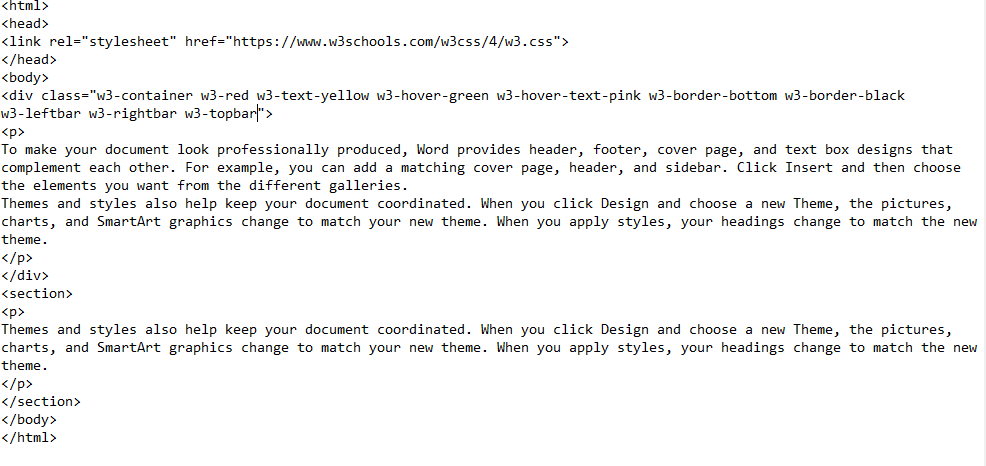 <html>
<head>
<link rel="stylesheet" href="https://www.w3schools.com/w3css/4/w3.css">
</head>
<body>
<div class="w3-container w3-red w3-text-yellow w3-hover-green w3-hover-text-pink w3-border-bottom w3-border-black
w3-leftbar w3-rightbar w3-topbar">
<p>
To make your document look professionally produced, Word provides header, footer, cover page, and text box designs that
complement each other. For example, you can add a matching cover page, header, and sidebar. Click Insert and then choose
the elements you want from the different galleries.
Themes and styles also help keep your document coordinated. When you click Design and choose a new Theme, the pictures,
charts, and SmartArt graphics change to match your new theme. When you apply styles, your headings change to match the new
theme.
</p>
</div>
<section>
<p>
Themes and styles also help keep your document coordinated. When you click Design and choose a new Theme, the pictures,
charts, and SmartArt graphics change to match your new theme. When you apply styles, your headings change to match the new
theme.
</p>
</section>
</body>
</html>